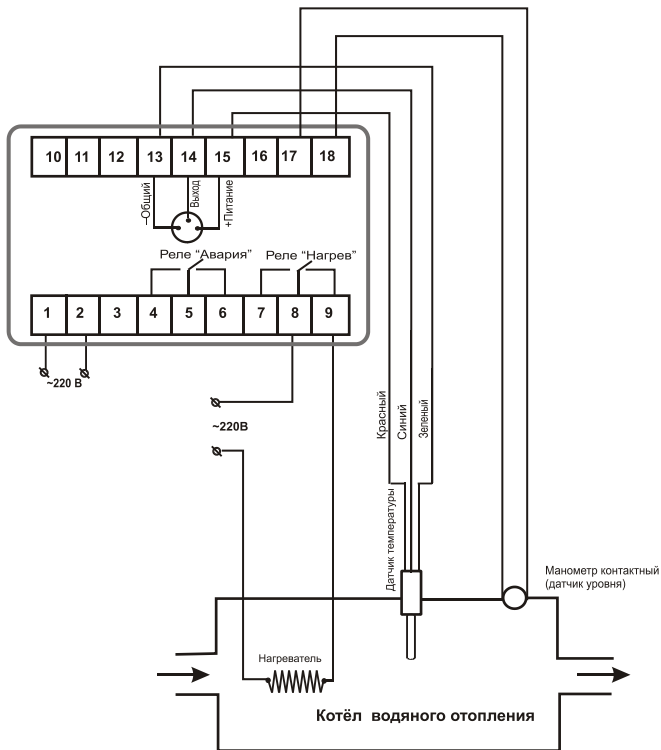 10 11 12 13 14 15 16 17 18
–Общий
Выход
+Питание
Реле “Авария”
Реле “Нагрев”
1 2 3 4 5 6 7 8 9
~220 В
~220В
Красный
Синий
Зеленый
Датчик температуры
Манометр контактный
(датчик уровня)
Нагреватель
Котёл водяного отопления